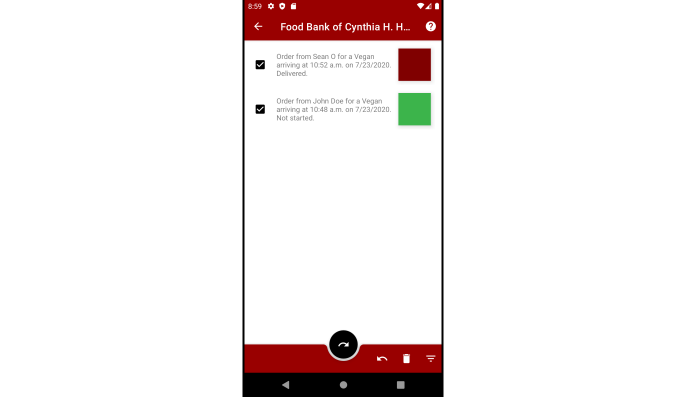 8:59
Food Bank of Cynthia H. H...
Order from Sean O for a Vegan
arriving at 10:52 a.m. on 7/23/2020.
Delivered.
Order from John Doe for a Vegan
arriving at 10:48 a.m. on 7/23/2020.
Not started.